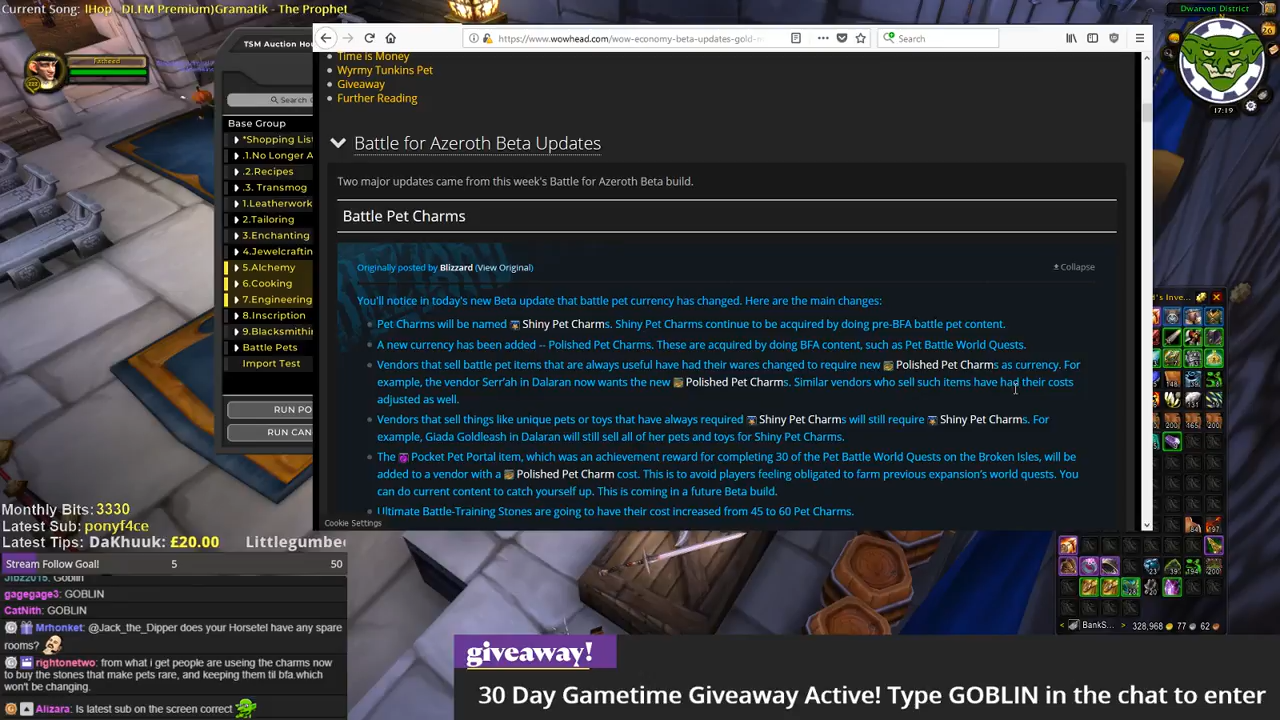 Current Song: lHop - DI.FM Premium)Gramatik - The Prophet
Dwarven District
TSM Auction Hou
https://www.wowhead.com/wow-economy-beta-updates-gold-
Search
Fatheed
Time is Money
Wyrmy Tunkins Pet
Giveaway
Further Reading
17:19
Search
Base Group
*Shopping List
.1.No Longer A
.2.Recipes
.3. Transmog
1.Leatherwork
2.Tailoring
3.Enchanting
4.Jewelcraftin
5.Alchemy
6.Cooking
7.Engineering
8.Inscription
9.Blacksmithin
Battle Pets
Import Test
RUN PO
RUN CAN
Battle for Azeroth Beta Updates
Two major updates came from this week's Battle for Azeroth Beta build.
Battle Pet Charms
Originally posted by Blizzard (View Original)
Collapse
You'll notice in today's new Beta update that battle pet currency has changed. Here are the main changes:
Pet Charms will be named Shiny Pet Charms. Shiny Pet Charms continue to be acquired by doing pre-BFA battle pet content.
A new currency has been added -- Polished Pet Charms. These are acquired by doing BFA content, such as Pet Battle World Quests.
Vendors that sell battle pet items that are always useful have had their wares changed to require new Polished Pet Charms as currency. For
example, the vendor Serr'ah in Dalaran now wants the new Polished Pet Charms. Similar vendors who sell such items have had their costs
adjusted as well.
Vendors that sell things like unique pets or toys that have always required Shiny Pet Charms will still require Shiny Pet Charms. For
example, Giada Goldleash in Dalaran will still sell all of her pets and toys for Shiny Pet Charms.
The Pocket Pet Portal item, which was an achievement reward for completing 30 of the Pet Battle World Quests on the Broken Isles, will be
added to a vendor with a Polished Pet Charm cost. This is to avoid players feeling obligated to farm previous expansion's world quests. You
can do current content to catch yourself up. This is coming in a future Beta build.
Ultimate Battle-Training Stones are going to have their cost increased from 45 to 60 Pet Charms.
Cookie Settings
Monthly Bits: 3330
Latest Sub: ponyf4ce
Latest Tips: DaKhuuk: £20.00 Littlegumbe
Stream Follow Goal! 5 50
Jibz2015: Goblin
gagegage3: GOBLIN
CatNith: GOBLIN
Mrhonket: @Jack_the_Dipper does your Horsetel have any spare
rooms?
rightonetwo: from what i get people are useing the charms now
to buy the stones that make pets rare, and keeping them til bfa.which
won't be changing.
Alizara: Is latest sub on the screen correct
BankS
328,968 77 62
giveaway!
30 Day Gametime Giveaway Active! Type GOBLIN in the chat to enter